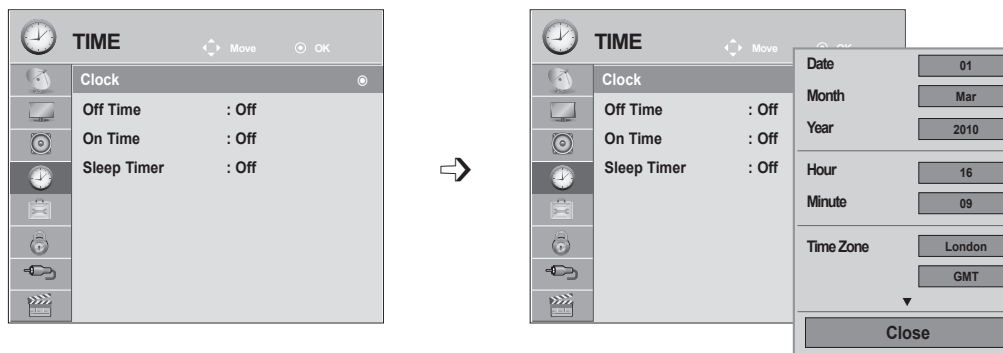 TIME
Move
OK
Clock
Off Time : Off
On Time : Off
Sleep Timer : Off
TIME
Move
OK
Clock
Off Time : Off
On Time : Off
Sleep Timer : Off
Date 01
Month Mar
Year 2010
Hour 16
Minute 09
Time Zone London
GMT
Close